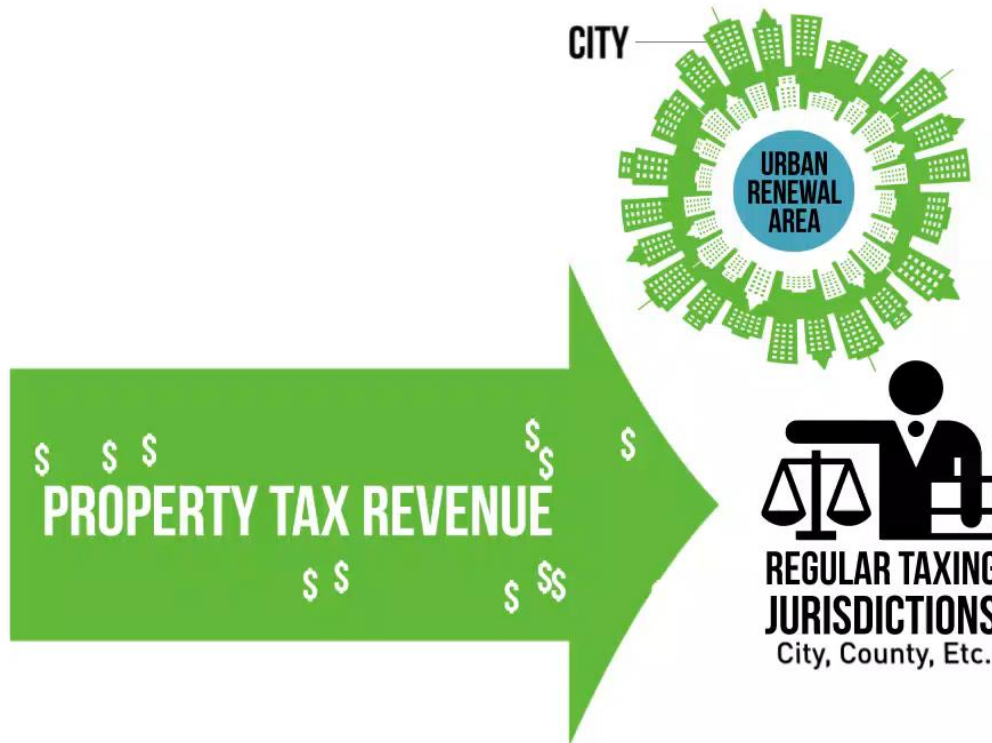 CITY
URBAN
RENEWAL
AREA
$ $ $ $ $ $
PROPERTY TAX REVENUE
$ $ $ $ $
REGULAR TAXING
JURISDICTIONS
City, County, Etc.